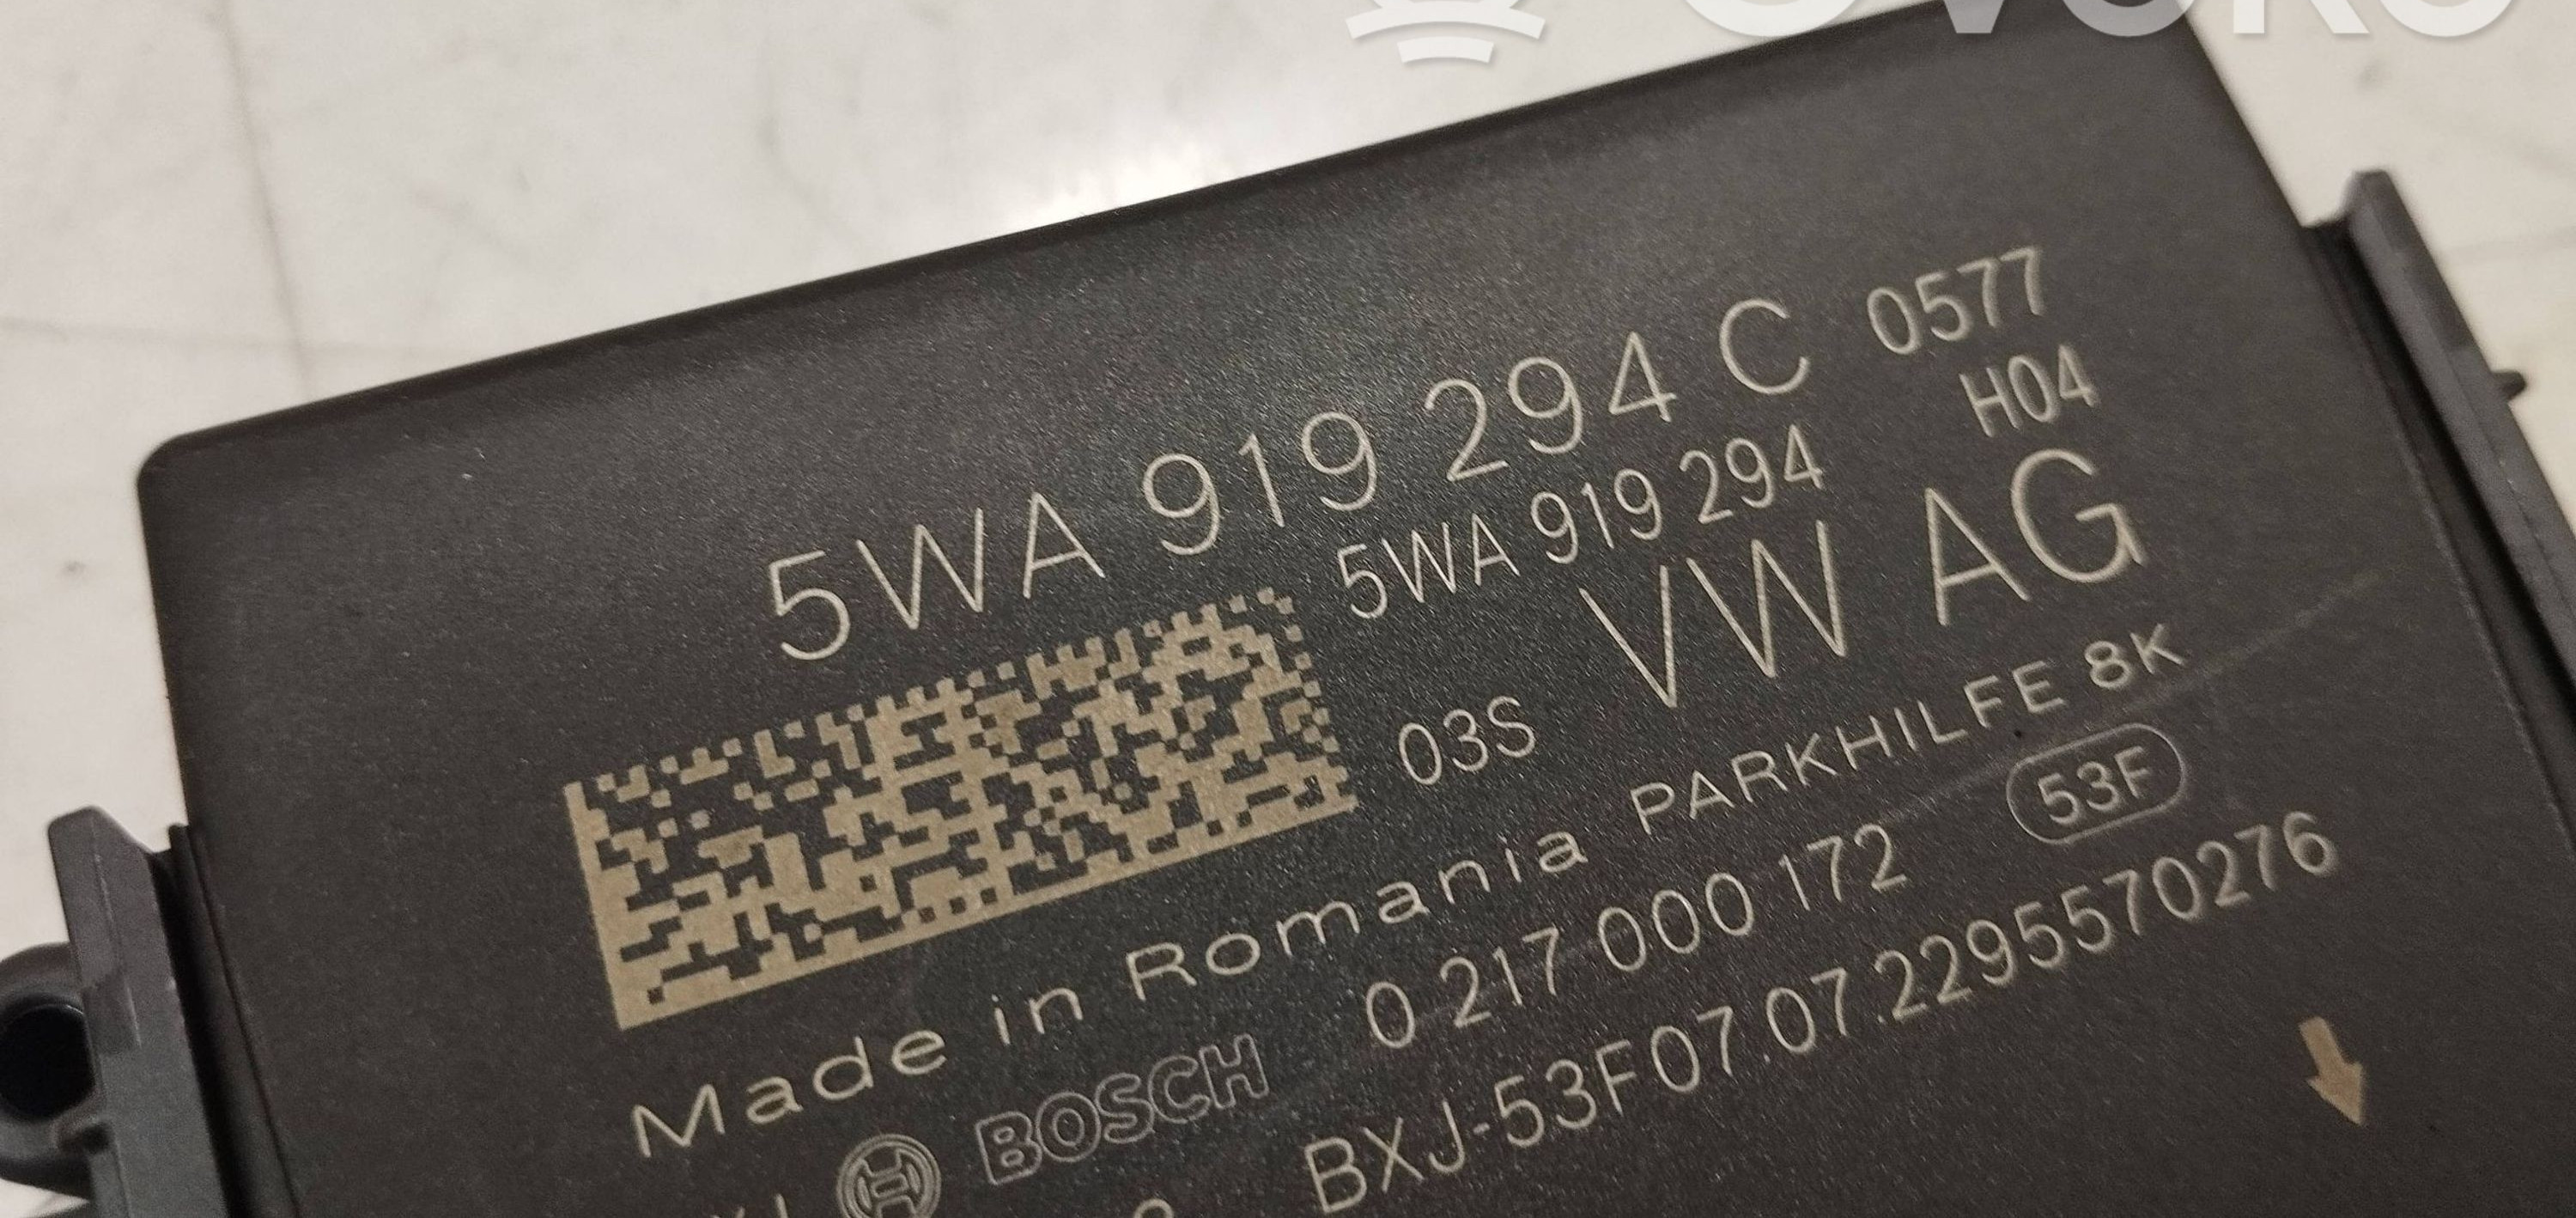 5WA 919 294 C 0577
5WA 919 294 H04
03S VW AG
Made in Romania PARKHILFE 8K
BOSCH 0 217 000 172 53F
BXJ-53F07.07.2295570276